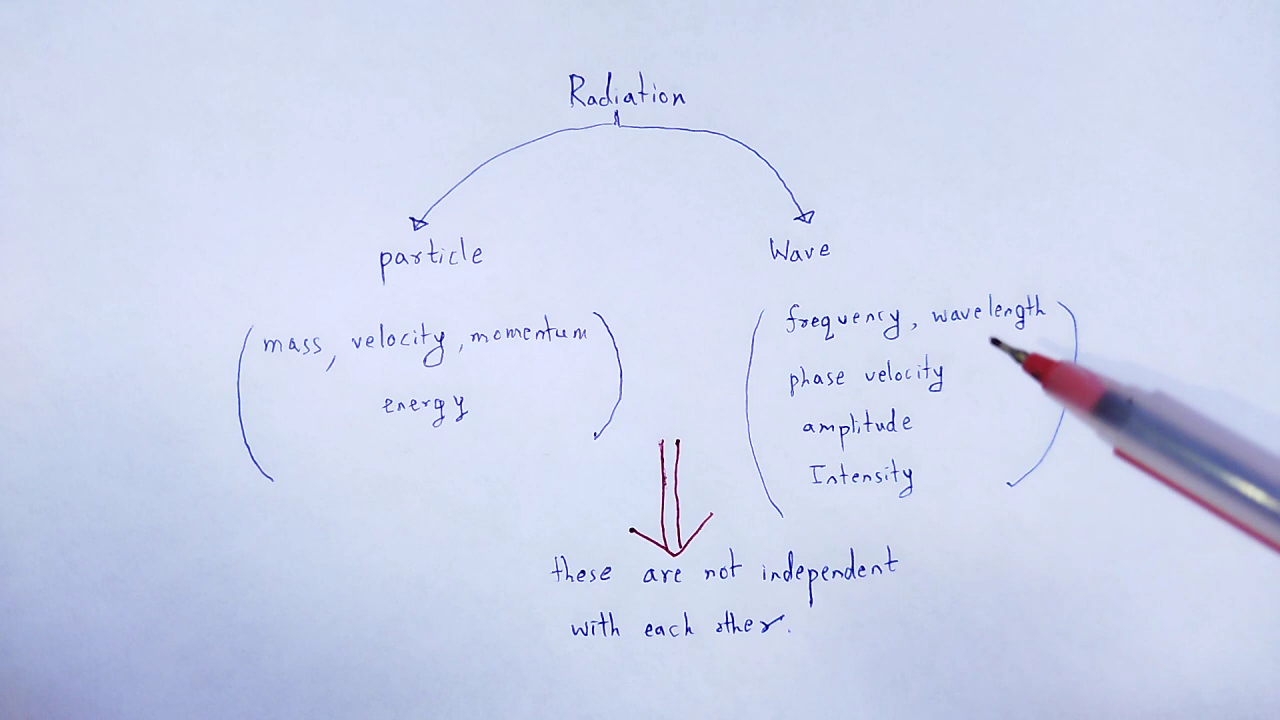 Radiation
particle
Wave
(mass, velocity, momentum
energy)
(frequency, wavelength
phase velocity
amplitude
Intensity)
these are not independent
with each other.